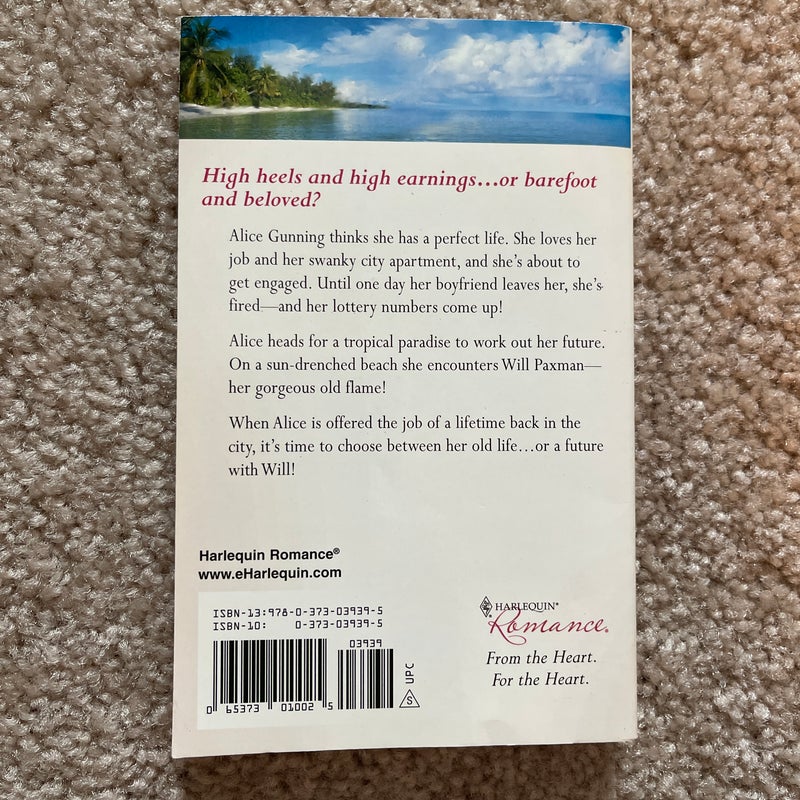 High heels and high earnings...or barefoot
and beloved?
Alice Gunning thinks she has a perfect life. She loves her
job and her swanky city apartment, and she's about to
get engaged. Until one day her boyfriend leaves her, she's
fired—and her lottery numbers come up!
Alice heads for a tropical paradise to work out her future.
On a sun-drenched beach she encounters Will Paxman—
her gorgeous old flame!
When Alice is offered the job of a lifetime back in the
city, it's time to choose between her old life...or a future
with Will!
Harlequin Romance®
www.eHarlequin.com
ISBN-13:978-0-373-03939-5
ISBN-10: 0-373-03939-5
03939
0 65373 01002 5
S UPC
HARLEQUIN®
Romance®
From the Heart.
For the Heart.